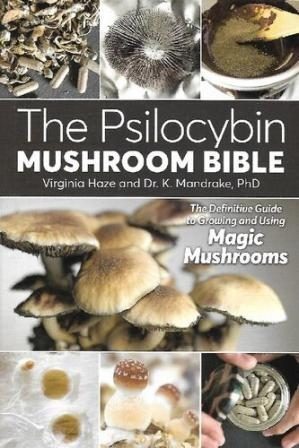 The Psilocybin
MUSHROOM BIBLE
Virginia Haze and Dr. K. Mandrake, PhD
The Definitive Guide
to Growing and Using
Magic
Mushrooms